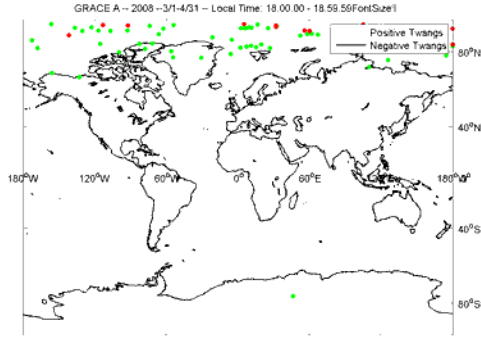 GRACE A -- 2008 --3/1-4/31 -- Local Time: 18.00.00 - 18.59.59FontSize'l
Positive Twangs
Negative Twangs
80°N
40°N
180°W 120°W 60°W 0° 60°E 120°E 180°W
40°S
80°S